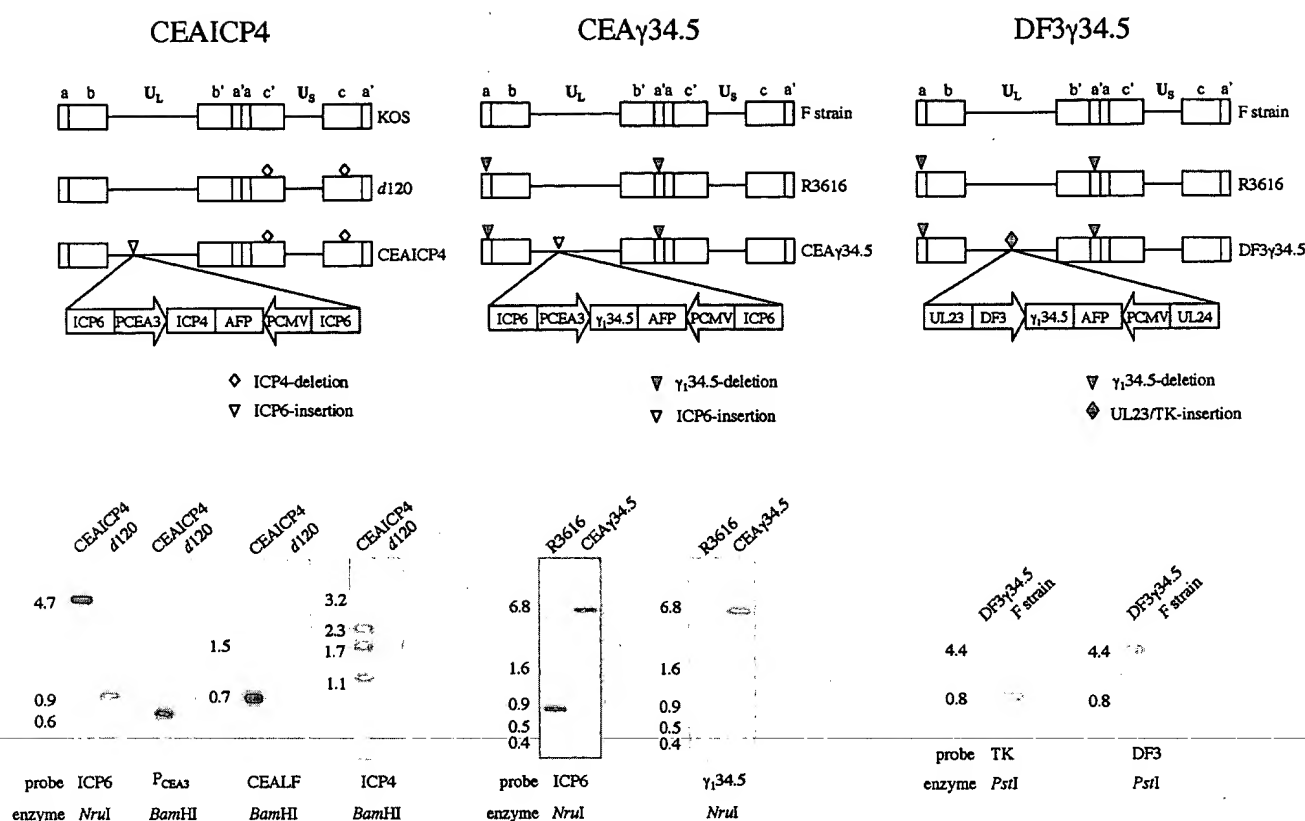 CEAICP4
a b U_L b' a'a c' U_S c a'
KOS
d120
CEAICP4
ICP6 PCEA3 ICP4 AFP PCMV ICP6
◇ ICP4-deletion
▽ ICP6-insertion
CEAγ34.5
a b U_L b' a'a c' U_S c a'
F strain
R3616
CEAγ34.5
ICP6 PCEA3 γ₁34.5 AFP PCMV ICP6
γ₁34.5-deletion
▽ ICP6-insertion
DF3γ34.5
a b U_L b' a'a c' U_S c a'
F strain
R3616
DF3γ34.5
UL23 DF3 γ₁34.5 AFP PCMV UL24
γ₁34.5-deletion
UL23/TK-insertion
CEAICP4
d120
CEAICP4
d120
CEAICP4
d120
CEAICP4
d120
4.7
0.9
0.6
1.5
0.7
3.2
2.3
1.7
1.1
probe ICP6 P_CEA3 CEALF ICP4
enzyme NruI BamHI BamHI BamHI
R3616
CEAγ34.5
R3616
CEAγ34.5
6.8
1.6
0.9
0.5
0.4
6.8
1.6
0.9
0.5
0.4
probe ICP6 γ₁34.5
enzyme NruI NruI
DF3γ34.5
F strain
DF3γ34.5
F strain
4.4
0.8
4.4
0.8
probe TK DF3
enzyme PstI PstI